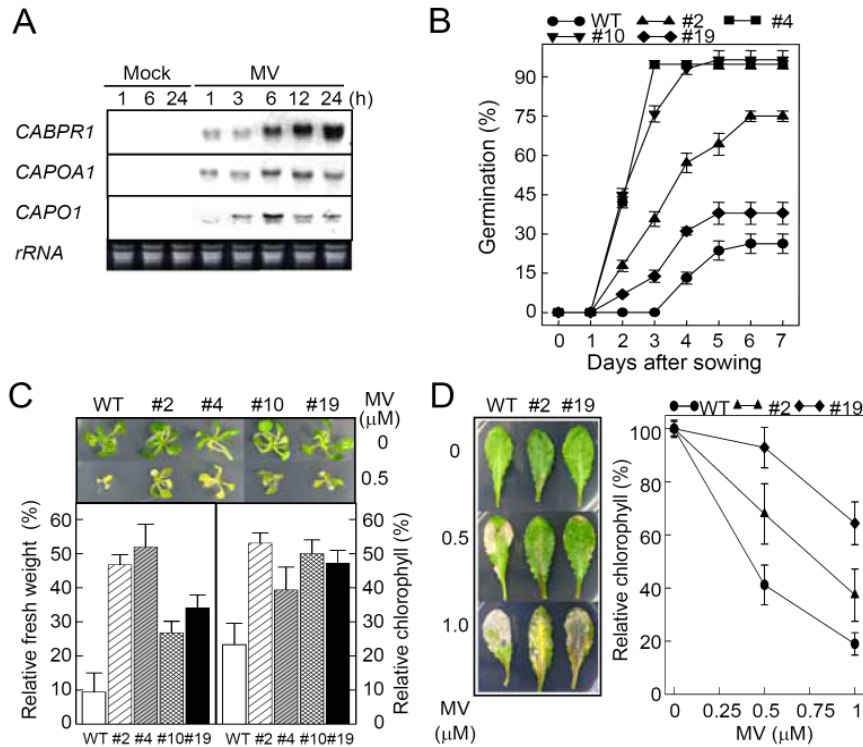 A
Mock MV
1 6 24 1 3 6 12 24 (h)
CABPR1
CAPOA1
CAPO1
rRNA
B
WT #2 #4
#10 #19
Germination (%)
90
75
60
45
30
15
0
0 1 2 3 4 5 6 7
Days after sowing
C
WT #2 #4 #10 #19 MV
(μM)
0
0.5
Relative fresh weight (%)
60
50
40
30
20
10
0
WT #2 #4 #10 #19
WT #2 #4 #10 #19
60
50
40
30
20
10
0
Relative chlorophyll (%)
D
WT #2 #19
0
0.5
1.0
MV
(μM)
WT #2 #19
Relative chlorophyll (%)
100
80
60
40
20
0
0 0.25 0.5 0.75 1
MV (μM)